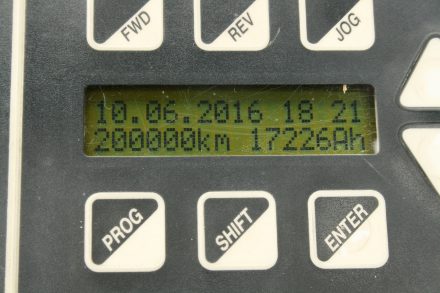 FWD
REV
JOG
10.06.2016 18 21
200000km 17226Ah
PROG
SHIFT
ENTER